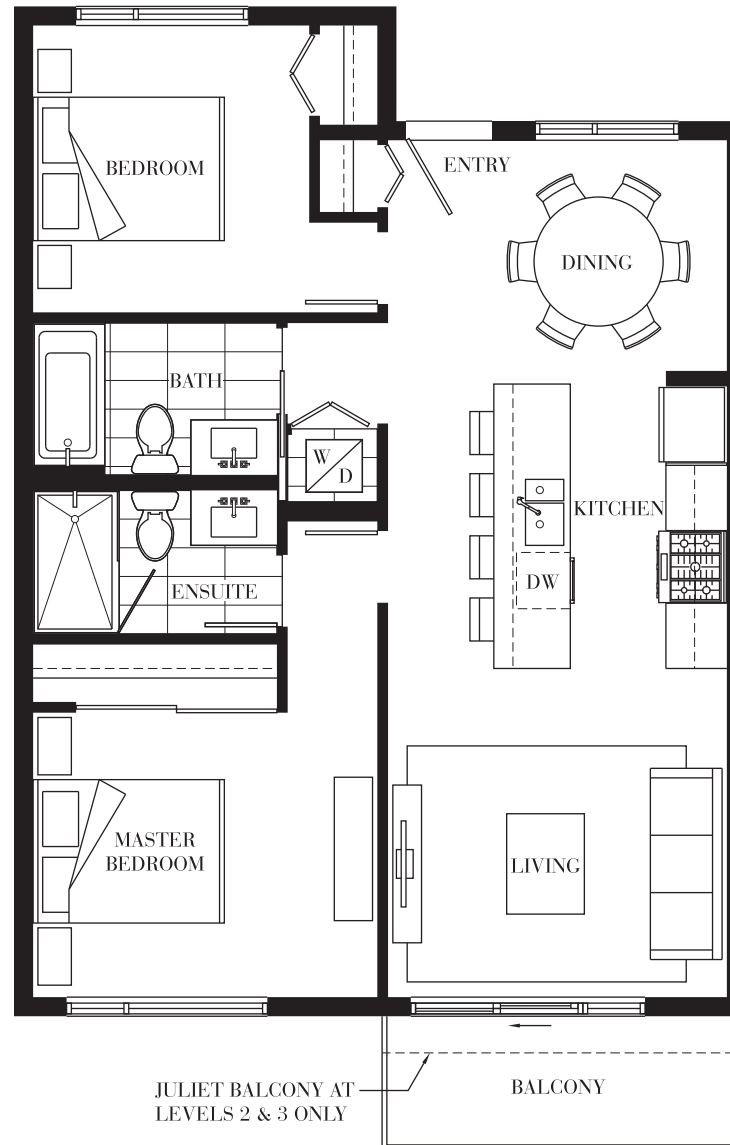 BEDROOM
ENTRY
DINING
BATH
W
D
KITCHEN
DW
ENSUITE
MASTER
BEDROOM
LIVING
JULIET BALCONY AT
LEVELS 2 & 3 ONLY
BALCONY